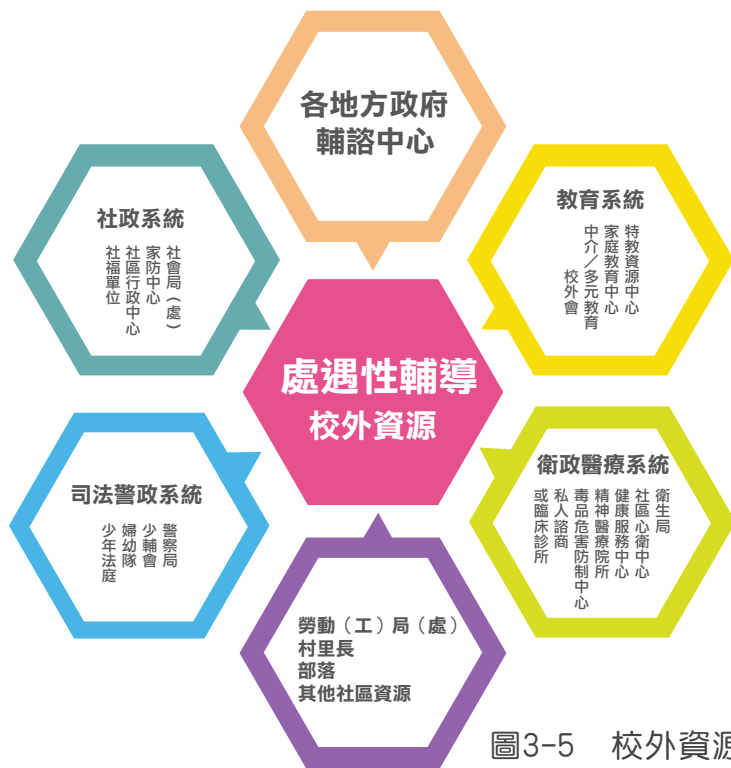 各地方政府
輔諮中心
社政系統
社會局（處）
家防中心
社區行政中心
社福單位
教育系統
特教資源中心
家庭教育中心
中介／多元教育
校外會
處遇性輔導
校外資源
司法警政系統
警察局
少輔會
婦幼隊
少年法庭
衛政醫療系統
衛生局
社區心衛中心
健康服務中心
精神醫療院所
毒品危害防制中心
私人諮商
或臨床診所
勞動（工）局（處）
村里長
部落
其他社區資源
圖3-5　校外資源